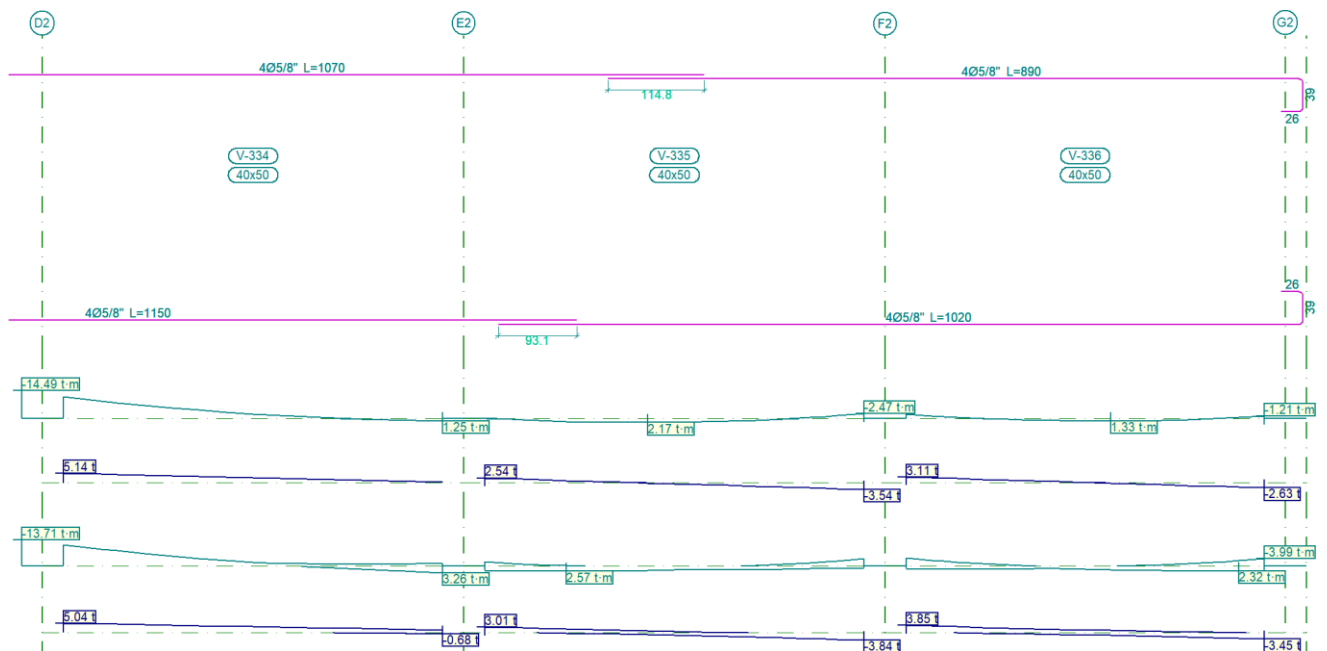 D2 E2 F2 G2
4Ø5/8" L=1070
4Ø5/8" L=890
114.8
39
26
V-334
40x50
V-335
40x50
V-336
40x50
26
39
4Ø5/8" L=1150
4Ø5/8" L=1020
93.1
-14.49 t·m
1.25 t·m
2.17 t·m
-2.47 t·m
1.33 t·m
-1.21 t·m
5.14 t
2.54 t
-3.54 t
3.11 t
-2.63 t
-13.71 t·m
3.26 t·m
2.57 t·m
2.32 t·m
-3.99 t·m
5.04 t
-0.68 t
3.01 t
-3.84 t
3.85 t
-3.45 t